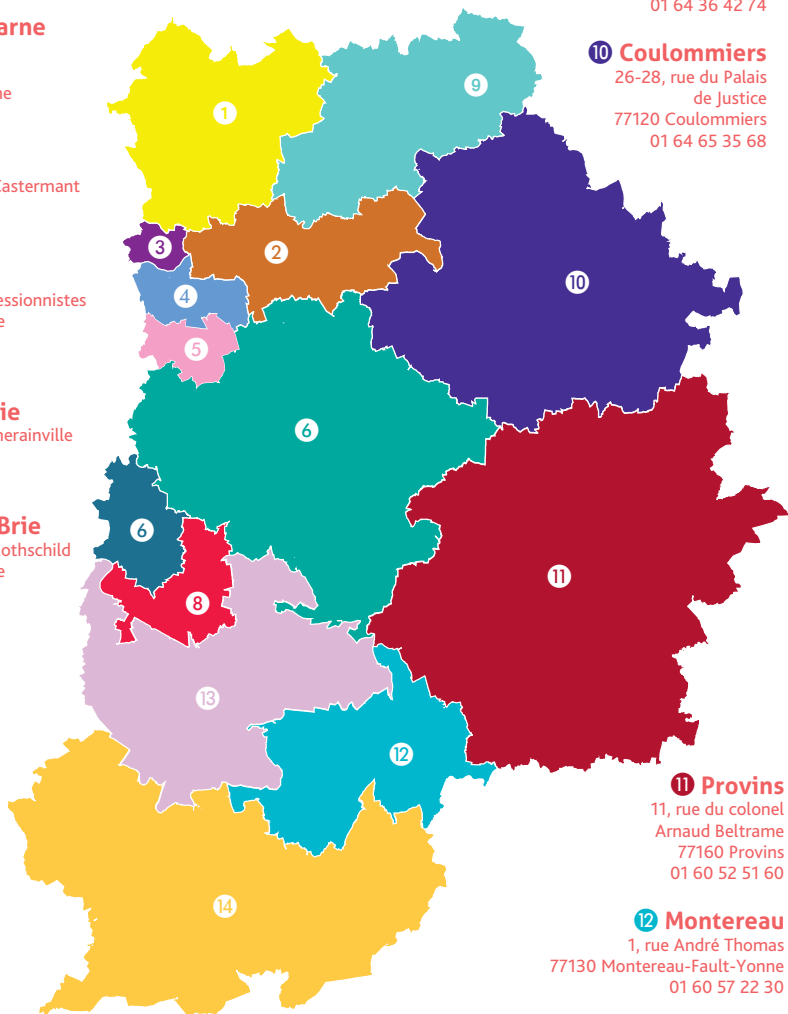 arne
ne
Castermant
essionnistes
e
ie
nerainville
Brie
othschild
e
01 64 36 42 74
10 Coulommiers
26-28, rue du Palais
de Justice
77120 Coulommiers
01 64 65 35 68
1
9
3
2
4
10
5
6
6
8
11
13
12
14
11 Provins
11, rue du colonel
Arnaud Beltrame
77160 Provins
01 60 52 51 60
12 Montereau
1, rue André Thomas
77130 Montereau-Fault-Yonne
01 60 57 22 30